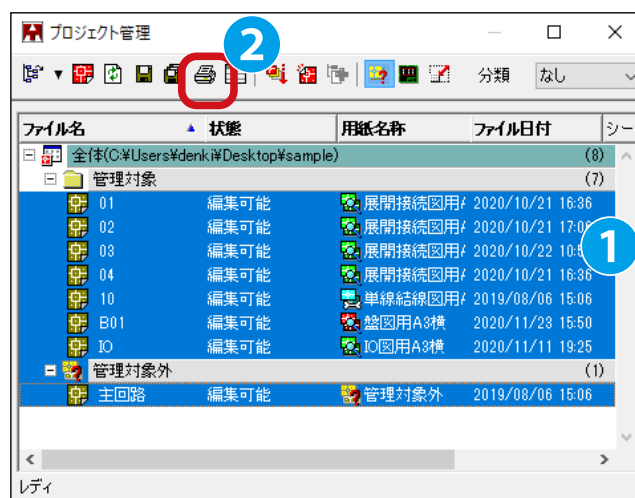 プロジェクト管理
2
分類 なし
ファイル名 状態 用紙名称 ファイル日付 シー
全体(C:¥Users¥denki¥Desktop¥sample) (8)
管理対象 (7)
01 編集可能 展開接続図用 2020/10/21 16:36
02 編集可能 展開接続図用 2020/10/21 17:0
03 編集可能 展開接続図用 2020/10/22 10:5
1
04 編集可能 展開接続図用 2020/10/21 16:36
10 編集可能 単線結線図用 2019/08/06 15:06
B01 編集可能 盤図用A3横 2020/11/23 15:50
IO 編集可能 IO図用A3横 2020/11/11 19:25
管理対象外 (1)
主回路 編集可能 管理対象外 2019/08/06 15:06
レディ